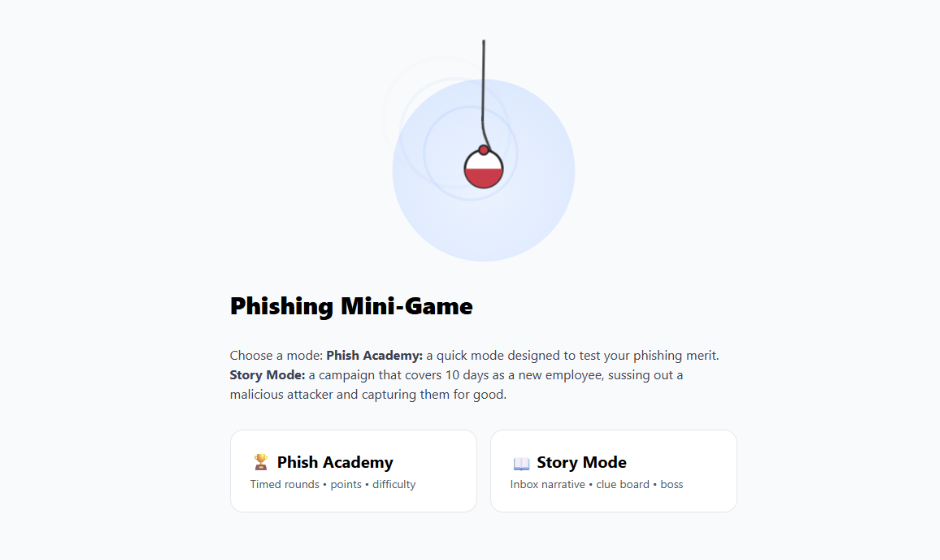 Phishing Mini-Game
Choose a mode: Phish Academy: a quick mode designed to test your phishing merit.
Story Mode: a campaign that covers 10 days as a new employee, sussing out a
malicious attacker and capturing them for good.
Phish Academy
Timed rounds • points • difficulty
Story Mode
Inbox narrative • clue board • boss